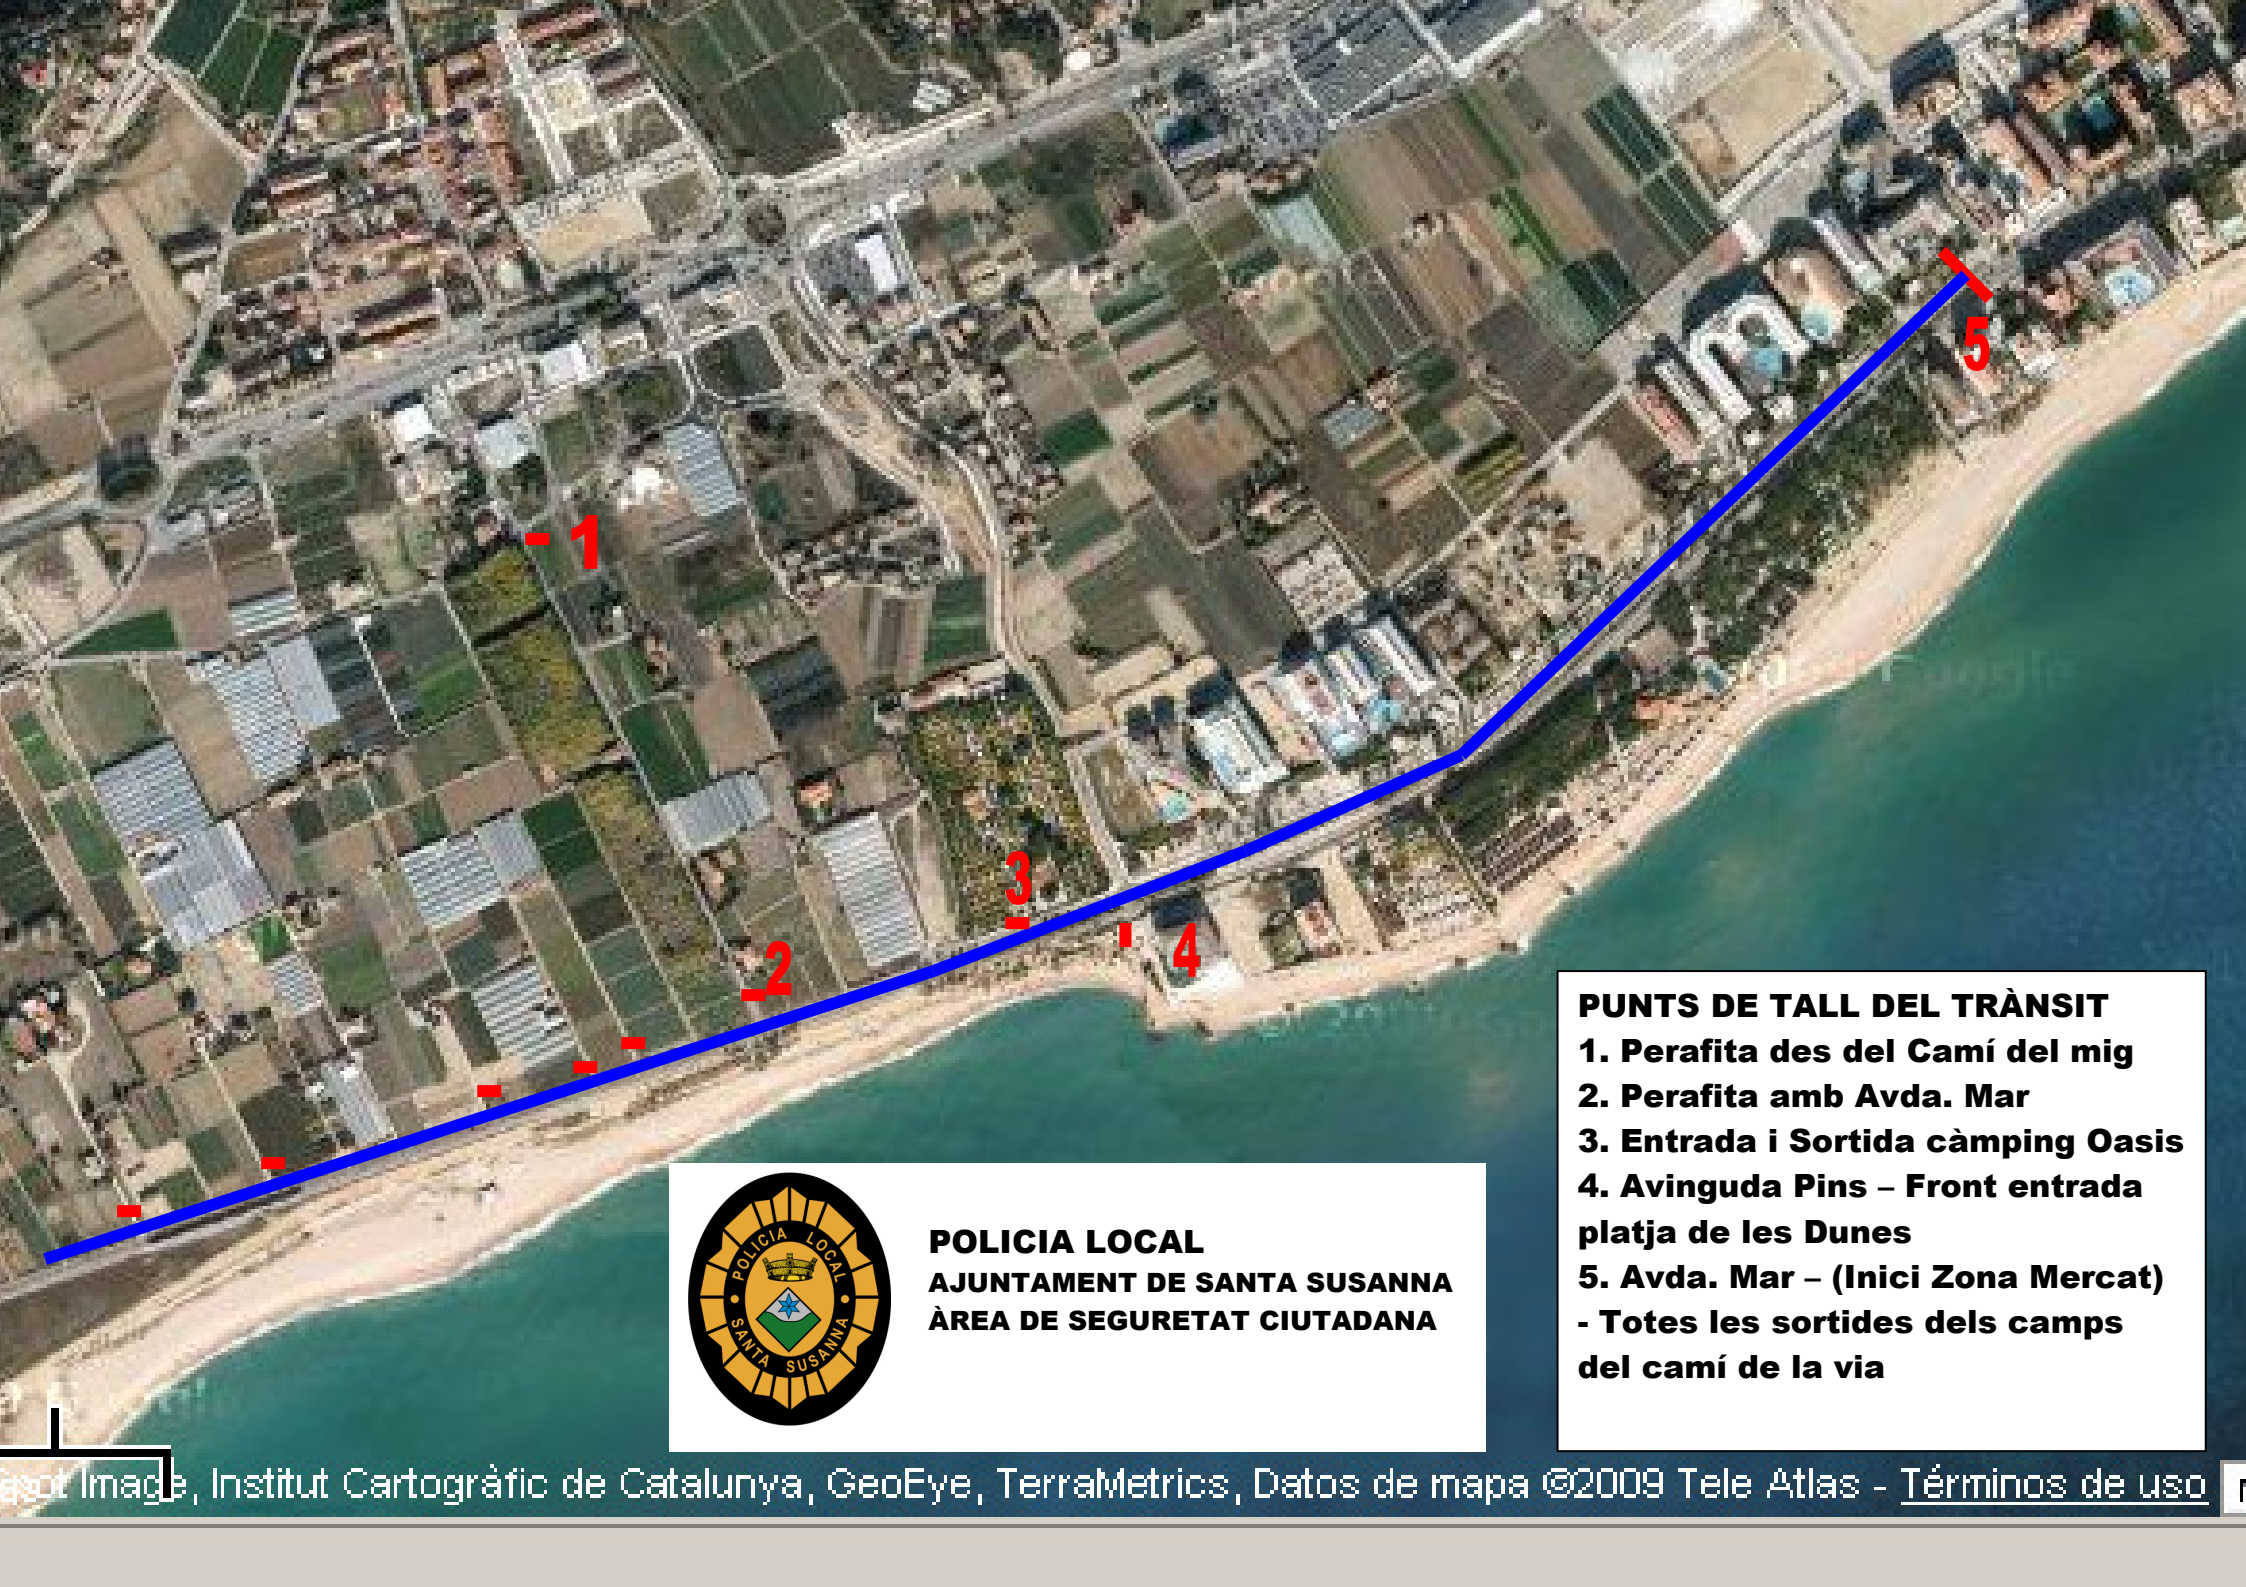 1
5
3
2
4
PUNTS DE TALL DEL TRÀNSIT
1. Perafita des del Camí del mig
2. Perafita amb Avda. Mar
3. Entrada i Sortida càmping Oasis
4. Avinguda Pins – Front entrada
platja de les Dunes
5. Avda. Mar – (Inici Zona Mercat)
- Totes les sortides dels camps
del camí de la via
POLICIA LOCAL
SANTA SUSANNA
POLICIA LOCAL
AJUNTAMENT DE SANTA SUSANNA
ÀREA DE SEGURETAT CIUTADANA
Image, Institut Cartogràfic de Catalunya, GeoEye, TerraMetrics, Datos de mapa ©2009 Tele Atlas - Términos de uso